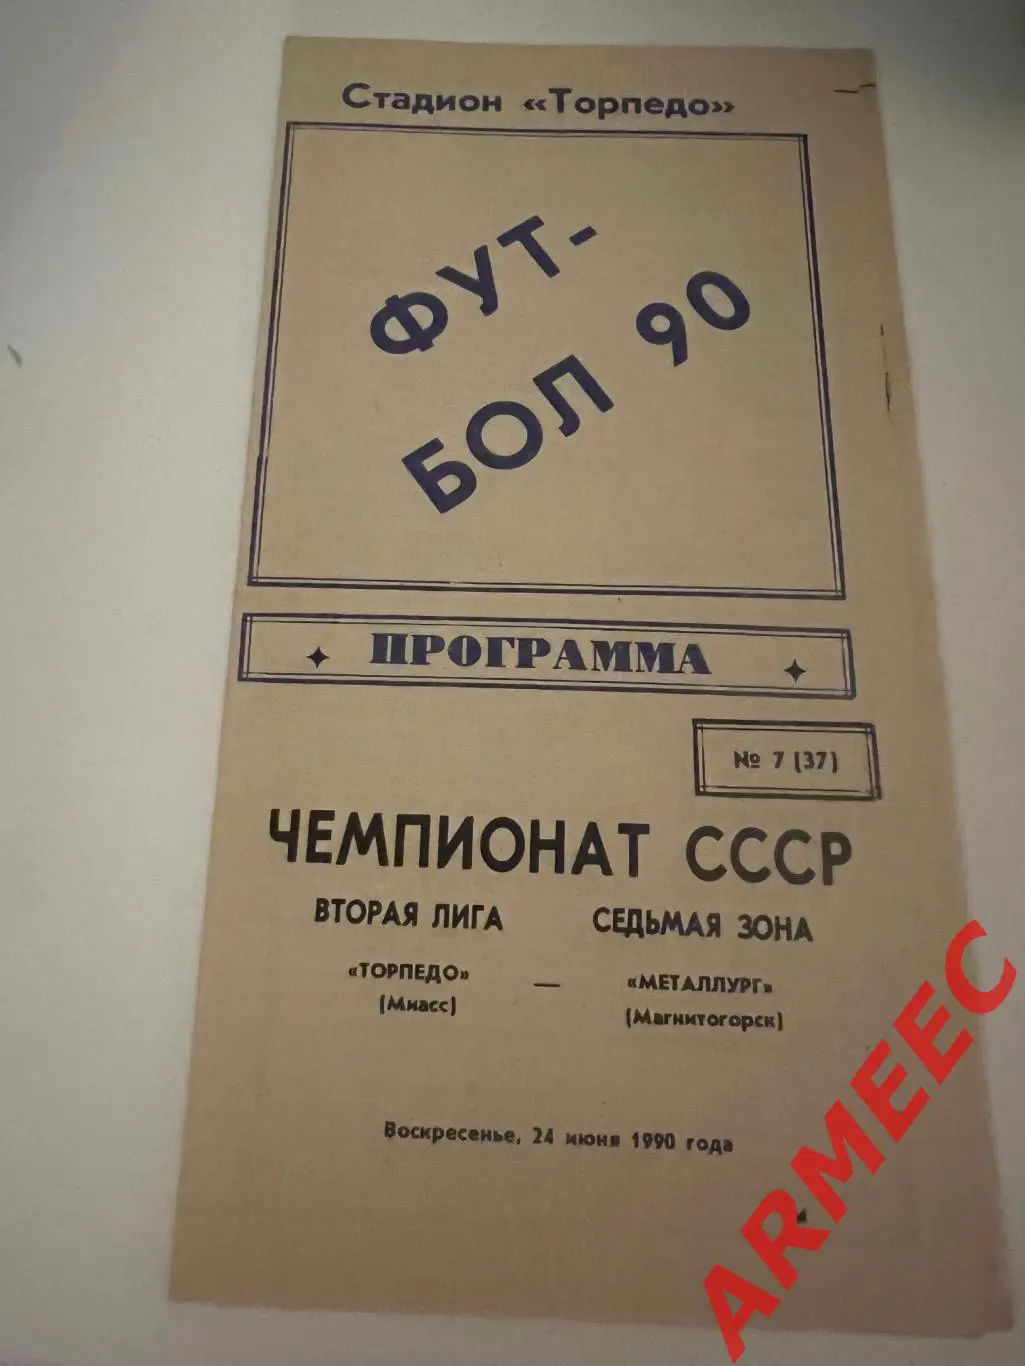 Стадион «Торпедо»
ФУТ-
БОЛ 90
ПРОГРАММА
№ 7 (37)
ЧЕМПИОНАТ СССР
ВТОРАЯ ЛИГА СЕДЬМАЯ ЗОНА
«ТОРПЕДО» — «МЕТАЛЛУРГ»
(Миасс) (Магнитогорск)
Воскресенье, 24 июня 1990 года
ARMEEC